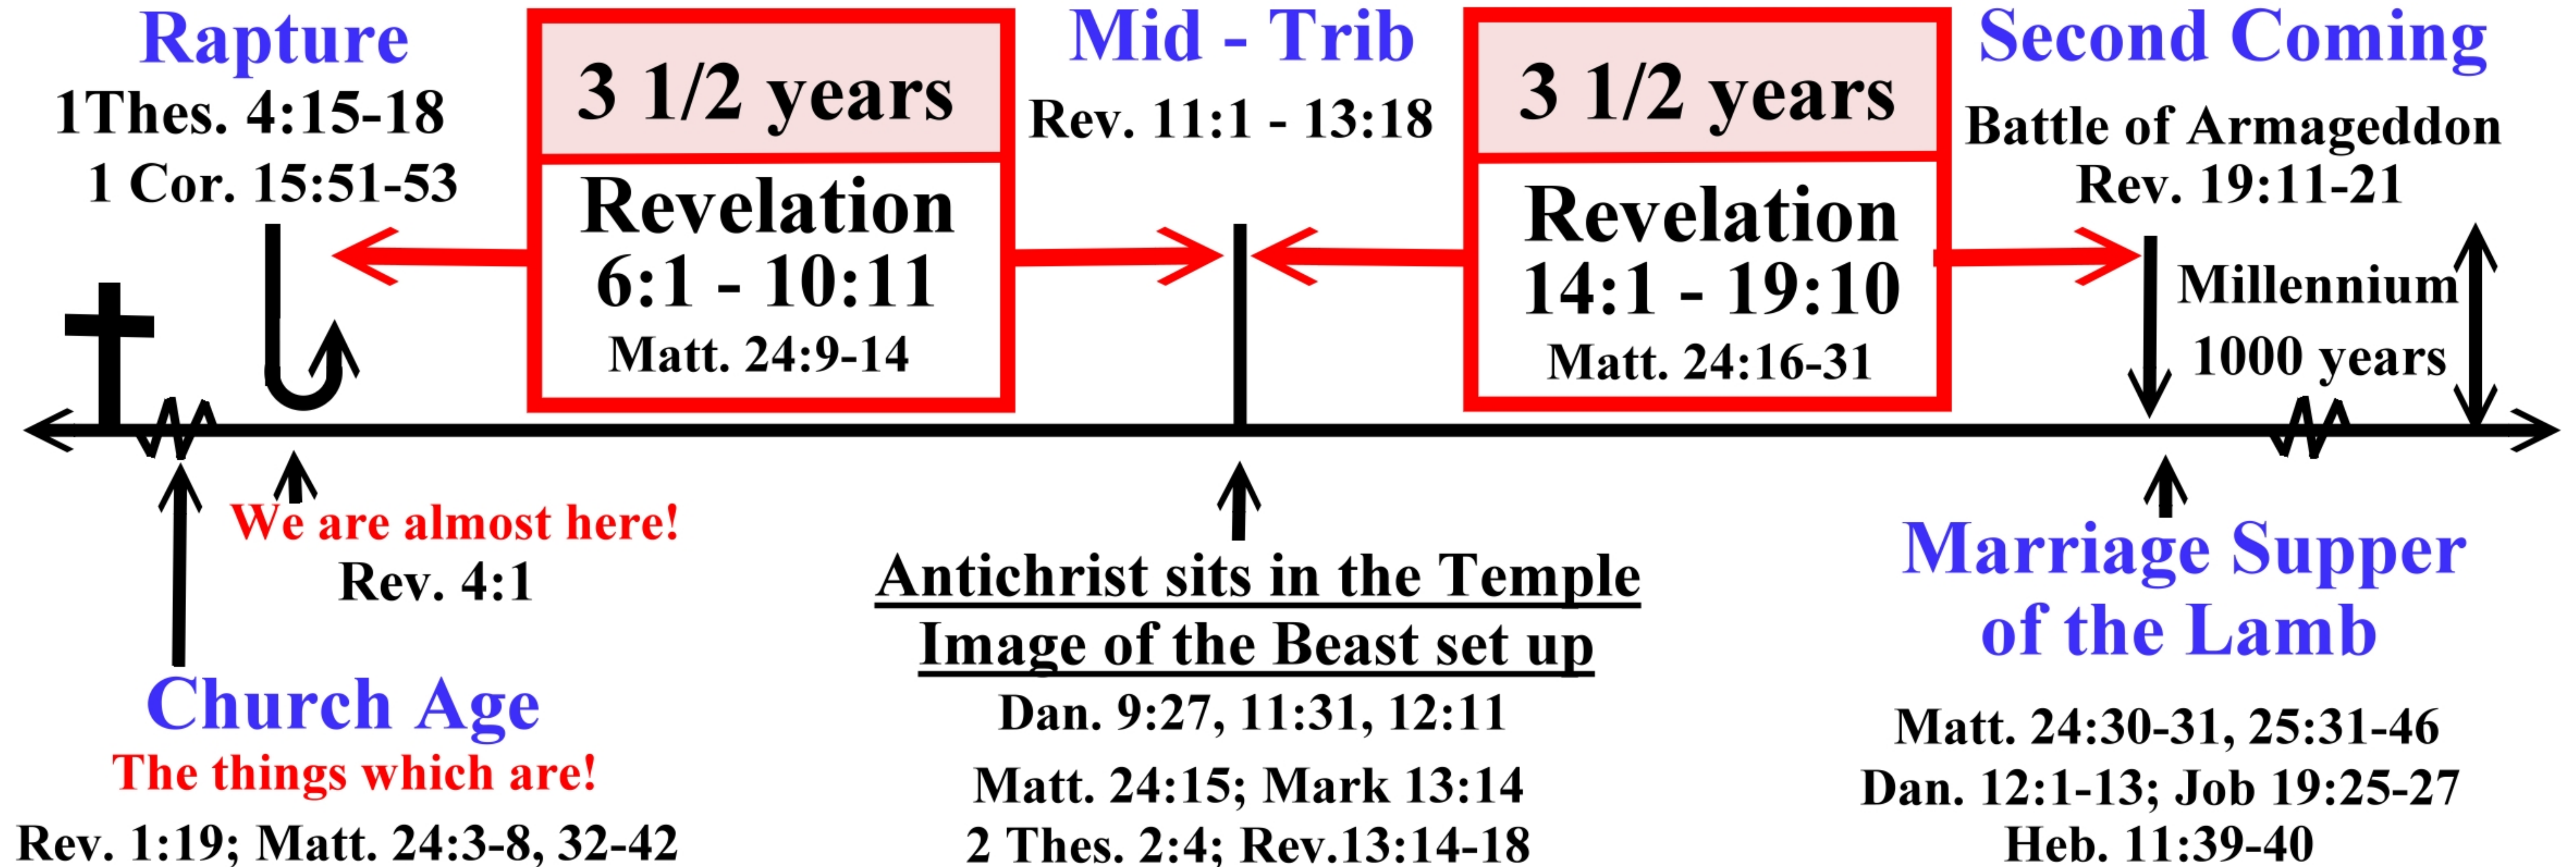 Rapture
1Thes. 4:15-18
1 Cor. 15:51-53
3 1/2 years
Revelation
6:1 - 10:11
Matt. 24:9-14
Mid - Trib
Rev. 11:1 - 13:18
3 1/2 years
Revelation
14:1 - 19:10
Matt. 24:16-31
Second Coming
Battle of Armageddon
Rev. 19:11-21
Millennium
1000 years
We are almost here!
Rev. 4:1
Church Age
The things which are!
Rev. 1:19; Matt. 24:3-8, 32-42
Antichrist sits in the Temple
Image of the Beast set up
Dan. 9:27, 11:31, 12:11
Matt. 24:15; Mark 13:14
2 Thes. 2:4; Rev.13:14-18
Marriage Supper
of the Lamb
Matt. 24:30-31, 25:31-46
Dan. 12:1-13; Job 19:25-27
Heb. 11:39-40